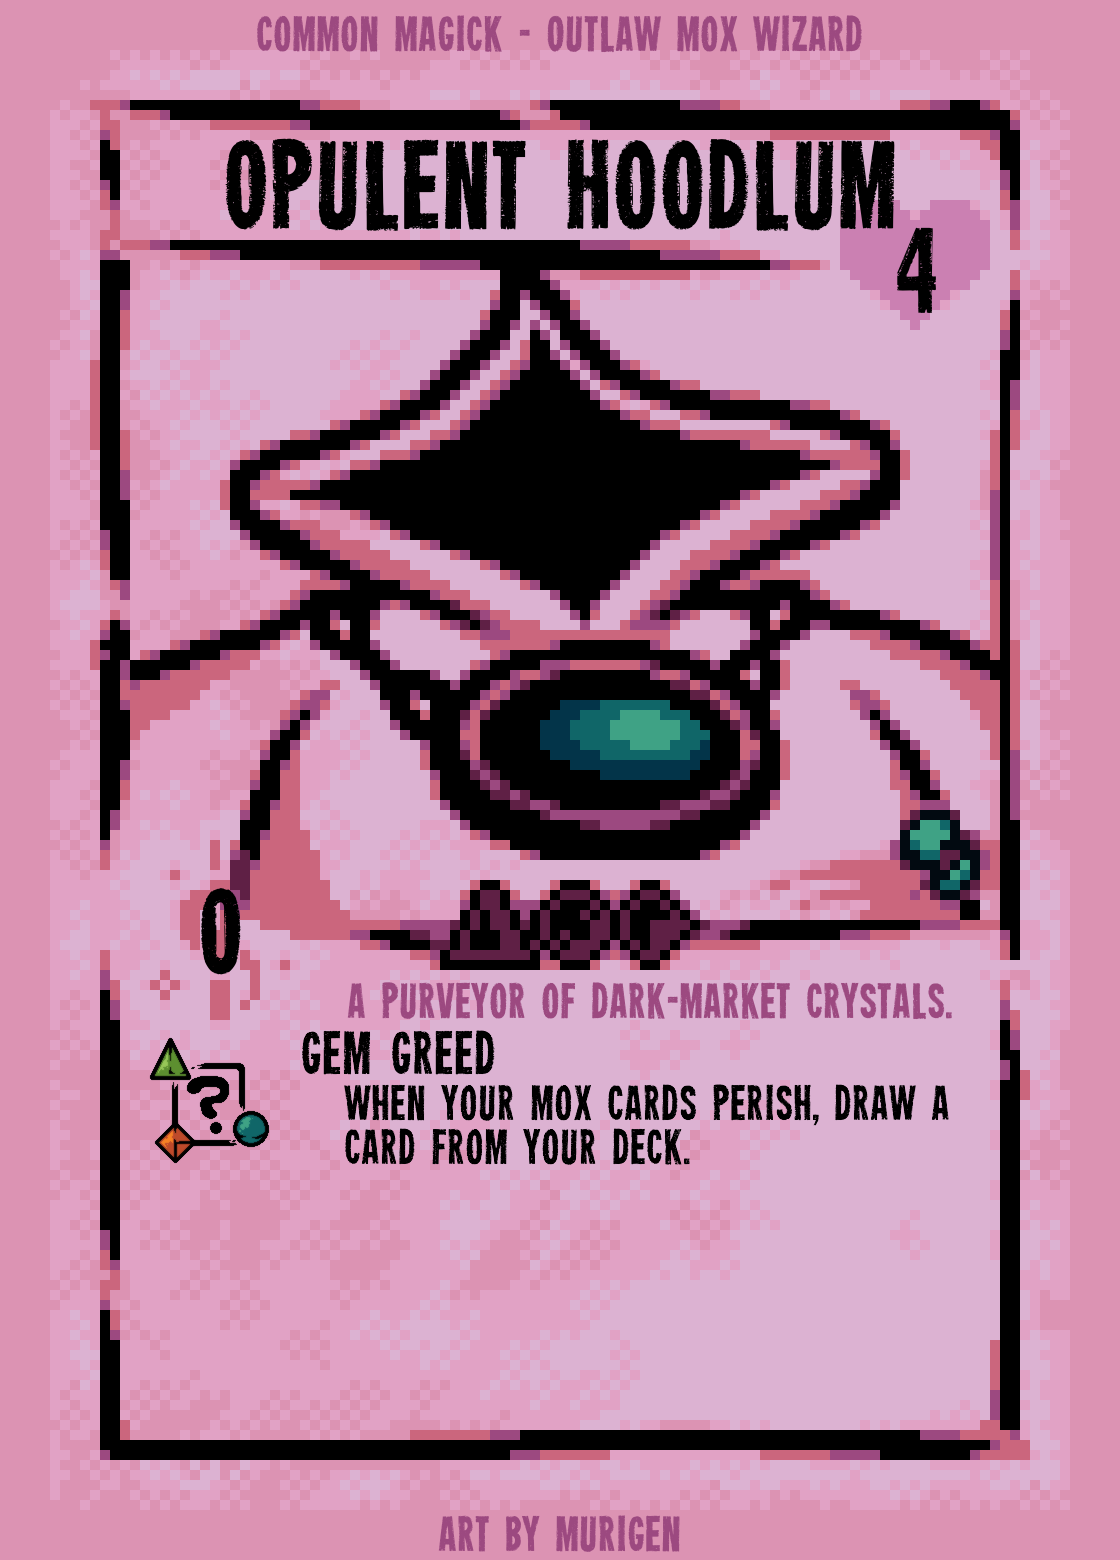 COMMON MAGICK - OUTLAW MOX WIZARD
OPULENT HOODLUM
4
0
A PURVEYOR OF DARK-MARKET CRYSTALS.
GEM GREED
?
WHEN YOUR MOX CARDS PERISH, DRAW A
CARD FROM YOUR DECK.
ART BY MURIGEN